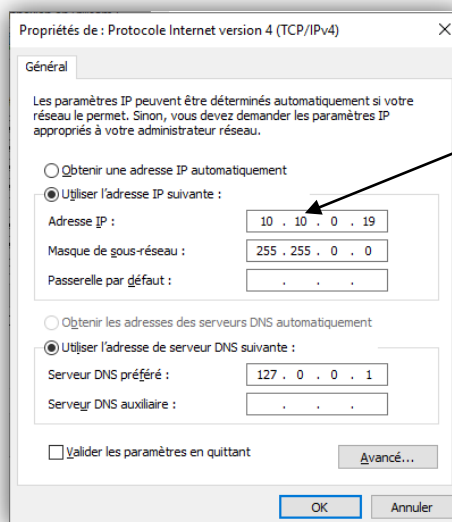 Propriétés de : Protocole Internet version 4 (TCP/IPv4)
Général
Les paramètres IP peuvent être déterminés automatiquement si votre
réseau le permet. Sinon, vous devez demander les paramètres IP
appropriés à votre administrateur réseau.
Obtenir une adresse IP automatiquement
Utiliser l'adresse IP suivante :
Adresse IP : 10 . 10 . 0 . 19
Masque de sous-réseau : 255 . 255 . 0 . 0
Passerelle par défaut : . . .
Obtenir les adresses des serveurs DNS automatiquement
Utiliser l'adresse de serveur DNS suivante :
Serveur DNS préféré : 127 . 0 . 0 . 1
Serveur DNS auxiliaire : . . .
Valider les paramètres en quittant
Avancé...
OK Annuler